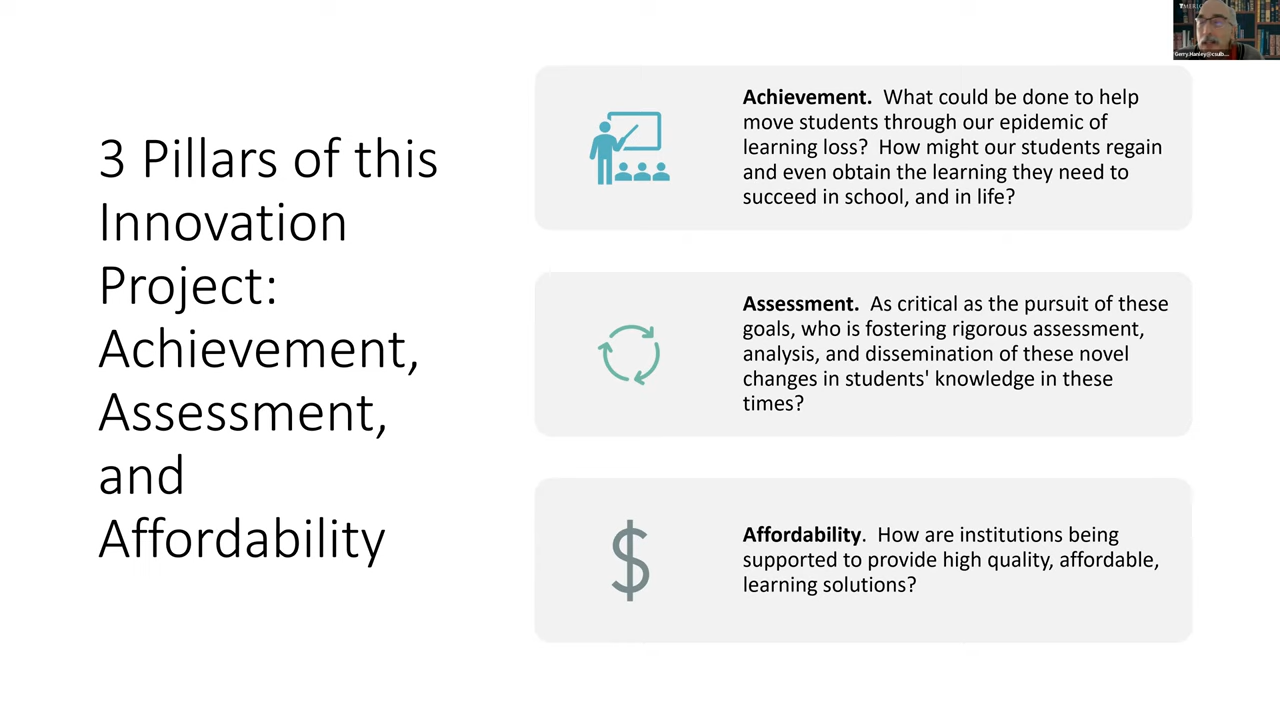 3 Pillars of this
Innovation
Project:
Achievement,
Assessment,
and
Affordability
Achievement. What could be done to help
move students through our epidemic of
learning loss? How might our students regain
and even obtain the learning they need to
succeed in school, and in life?
Assessment. As critical as the pursuit of these
goals, who is fostering rigorous assessment,
analysis, and dissemination of these novel
changes in students' knowledge in these
times?
$
Affordability. How are institutions being
supported to provide high quality, affordable,
learning solutions?
Gerry.Hanley@csulb...